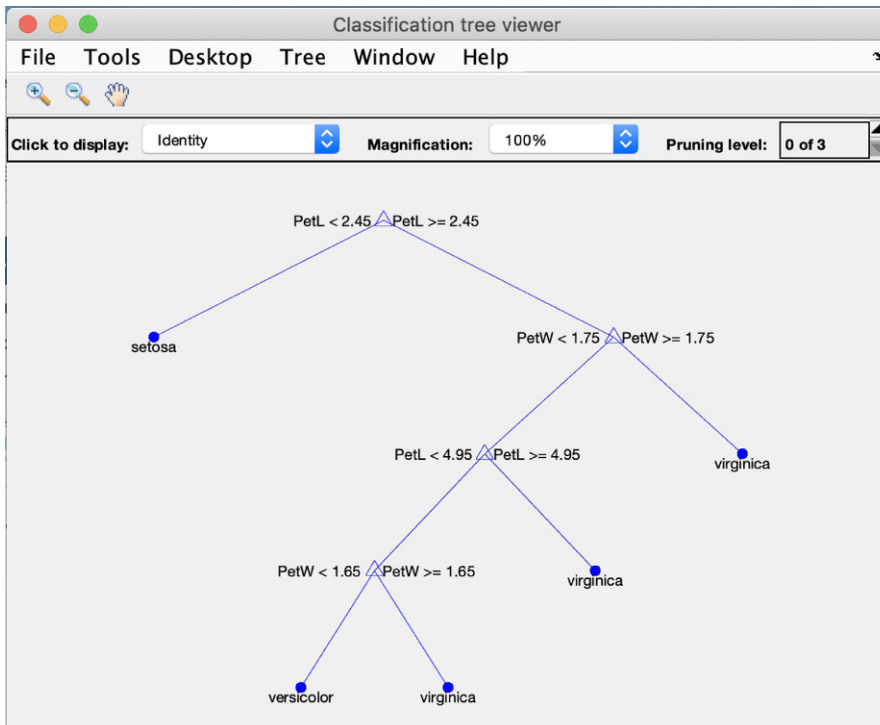 Classification tree viewer
File Tools Desktop Tree Window Help
Click to display: Identity Magnification: 100% Pruning level: 0 of 3
PetL < 2.45 PetL >= 2.45
setosa
PetW < 1.75 PetW >= 1.75
PetL < 4.95 PetL >= 4.95
virginica
PetW < 1.65 PetW >= 1.65
virginica
versicolor virginica